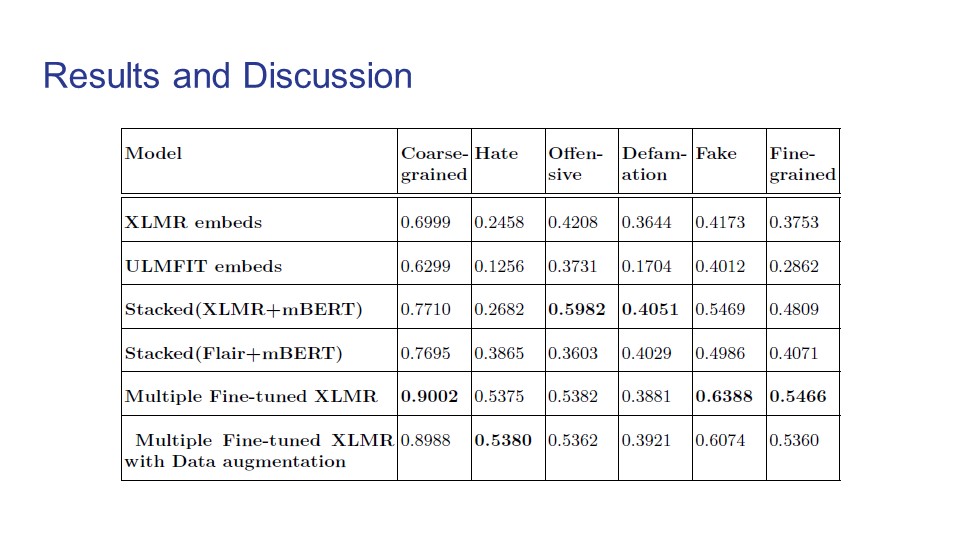 Results and Discussion
Model Coarse- Hate Offen- Defam- Fake Fine-
grained sive ation grained
XLMR embeds 0.6999 0.2458 0.4208 0.3644 0.4173 0.3753
ULMFIT embeds 0.6299 0.1256 0.3731 0.1704 0.4012 0.2862
Stacked(XLMR+mBERT) 0.7710 0.2682 0.5982 0.4051 0.5469 0.4809
Stacked(Flair+mBERT) 0.7695 0.3865 0.3603 0.4029 0.4986 0.4071
Multiple Fine-tuned XLMR 0.9002 0.5375 0.5382 0.3881 0.6388 0.5466
Multiple Fine-tuned XLMR 0.8988 0.5380 0.5362 0.3921 0.6074 0.5360
with Data augmentation